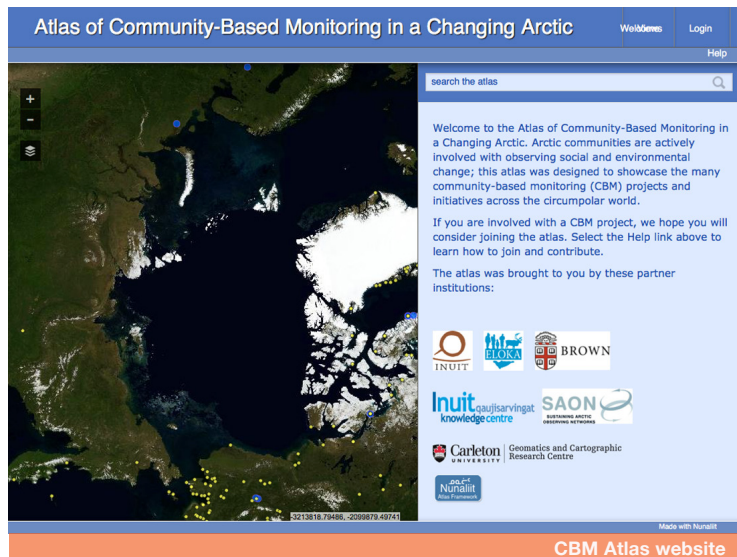 Atlas of Community-Based Monitoring in a Changing Arctic
Welcome Views Login
Help
search the atlas
Welcome to the Atlas of Community-Based Monitoring in
a Changing Arctic. Arctic communities are actively
involved with observing social and environmental
change; this atlas was designed to showcase the many
community-based monitoring (CBM) projects and
initiatives across the circumpolar world.
If you are involved with a CBM project, we hope you will
consider joining the atlas. Select the Help link above to
learn how to join and contribute.
The atlas was brought to you by these partner
institutions:
INUIT
ELOKA
BROWN
Inuit qaujisarvingat
knowledge centre
SAON
SUSTAINING ARCTIC
OBSERVING NETWORKS
Carleton
UNIVERSITY
Geomatics and Cartographic
Research Centre
Nunaliit
Atlas Framework
-3213818.79486, -2099879.49741
Made with Nunaliit
CBM Atlas website